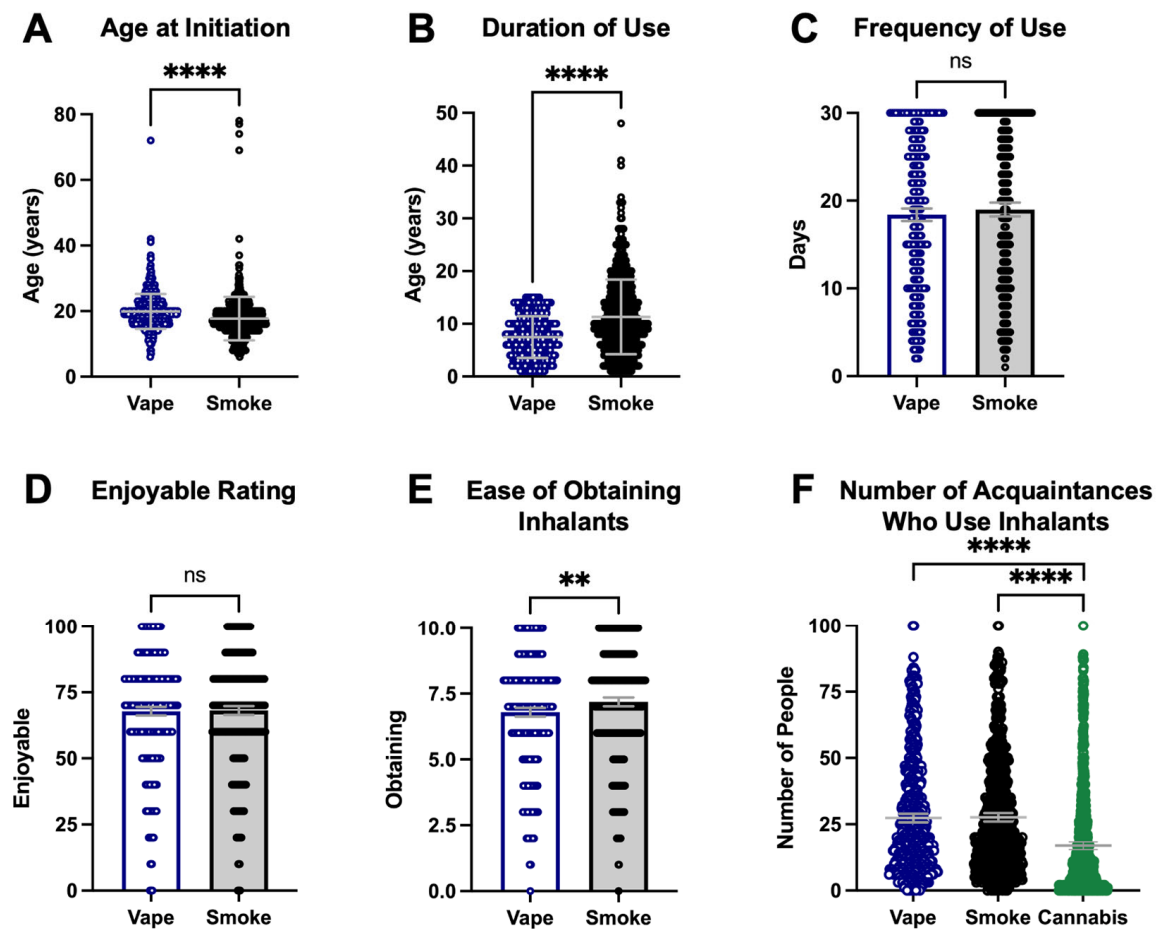 A Age at Initiation
****
Age (years)
80
60
40
20
0
Vape Smoke
B Duration of Use
****
Age (years)
50
40
30
20
10
0
Vape Smoke
C Frequency of Use
ns
Days
30
20
10
0
Vape Smoke
D Enjoyable Rating
ns
Enjoyable
100
75
50
25
0
Vape Smoke
E Ease of Obtaining
Inhalants
**
Obtaining
10.0
7.5
5.0
2.5
0.0
Vape Smoke
F Number of Acquaintances
Who Use Inhalants
****
****
Number of People
100
75
50
25
0
Vape Smoke Cannabis